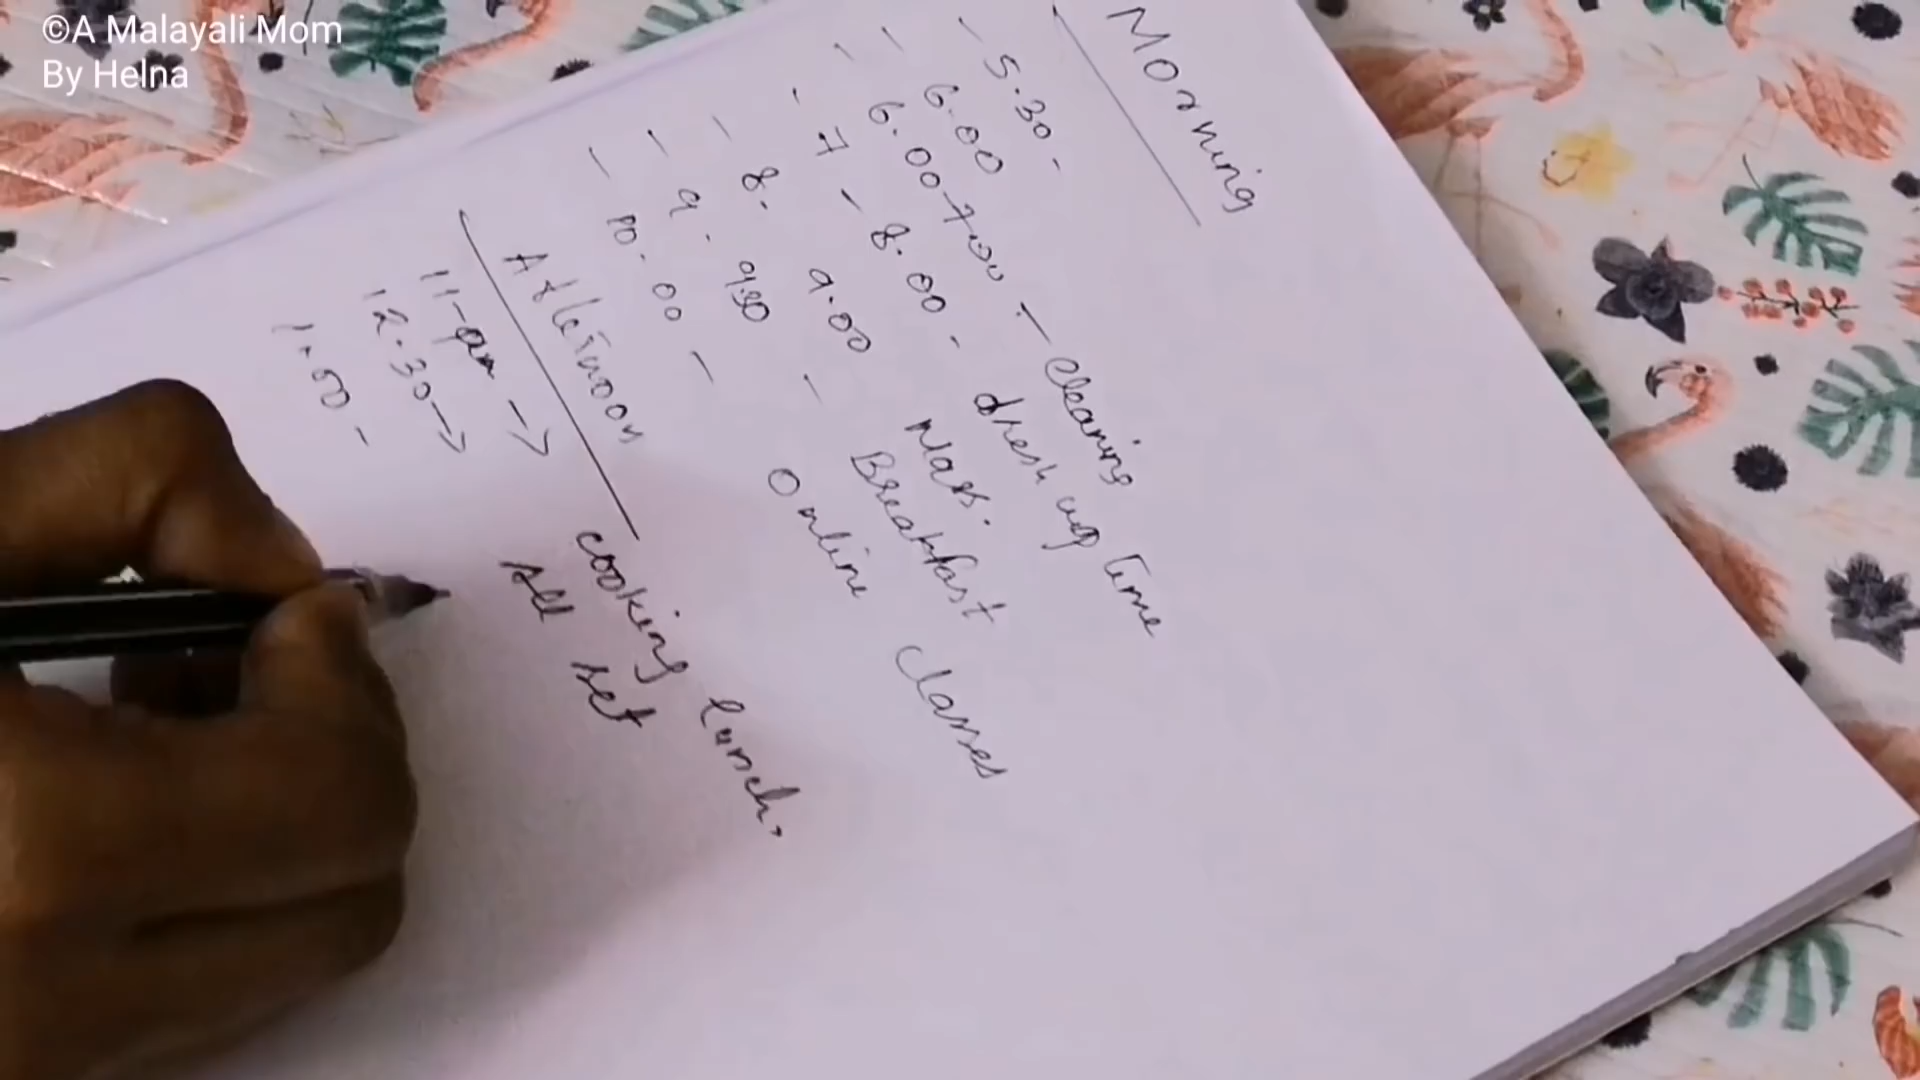 ©A Malayali Mom
By Helna
Morning
- 5.30 -
- 6.00
- 6.00-7.00 - cleaning
- 7 - 8.00 - dresh up Time
- 8. 9.00 Mass.
- 9. 9.30 - Breakfast
- 10.00 - Online classes
Afternoon
11-am → cooking lunch.
12.30 → All set
1.00 -